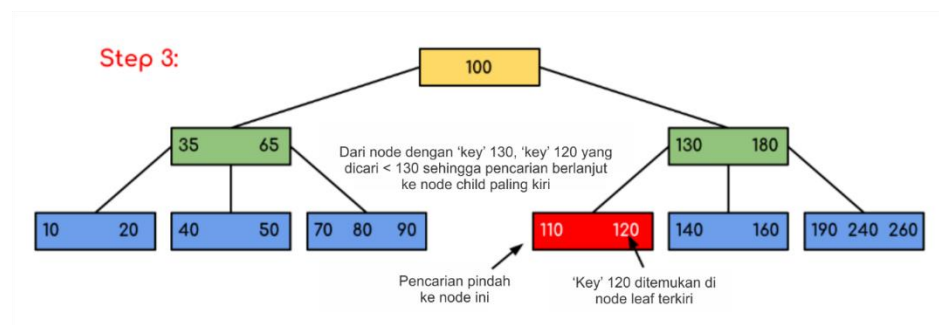 Step 3:
100
35 65
130 180
Dari node dengan ‘key’ 130, ‘key’ 120 yang
dicari < 130 sehingga pencarian berlanjut
ke node child paling kiri
10 20
40 50
70 80 90
110 120
140 160
190 240 260
Pencarian pindah
ke node ini
‘Key’ 120 ditemukan di
node leaf terkiri